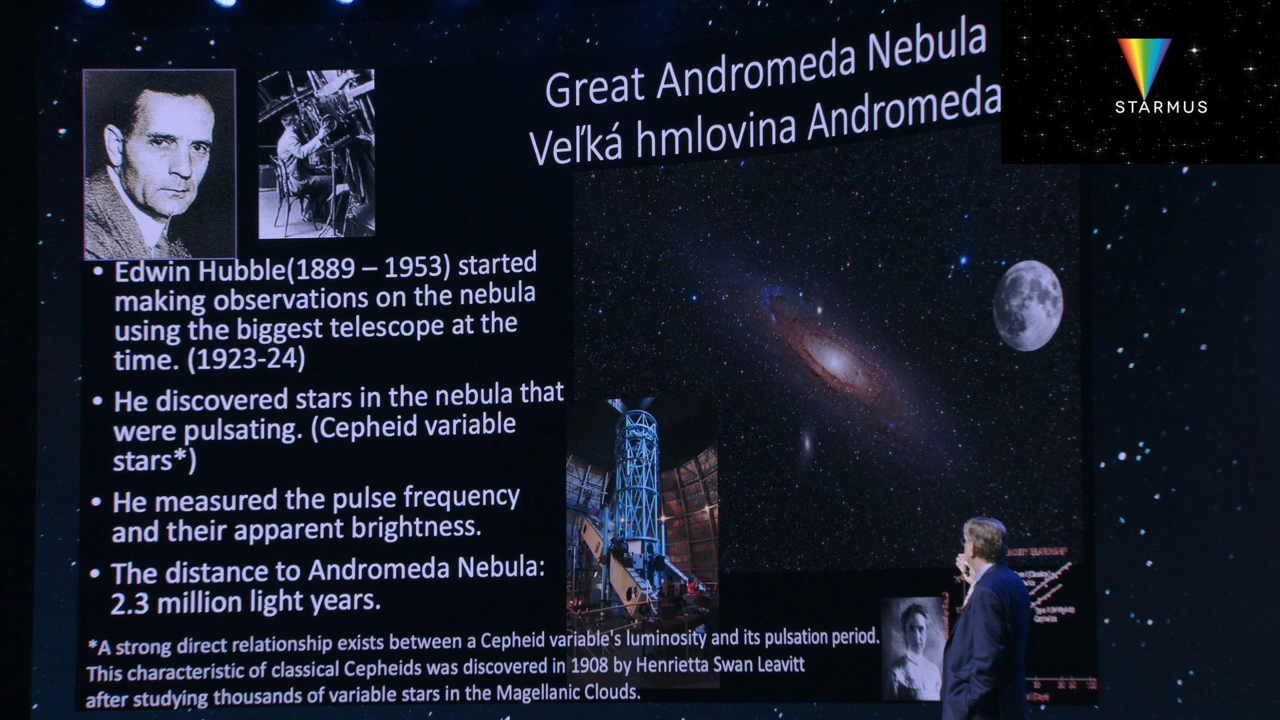 Great Andromeda Nebula
Veľká hmlovina Andromeda
STARMUS
• Edwin Hubble(1889 – 1953) started
making observations on the nebula
using the biggest telescope at the
time. (1923-24)
• He discovered stars in the nebula that
were pulsating. (Cepheid variable
stars*)
• He measured the pulse frequency
and their apparent brightness.
• The distance to Andromeda Nebula:
2.3 million light years.
*A strong direct relationship exists between a Cepheid variable's luminosity and its pulsation period.
This characteristic of classical Cepheids was discovered in 1908 by Henrietta Swan Leavitt
after studying thousands of variable stars in the Magellanic Clouds.
RELATIONSHIP
Cepheids